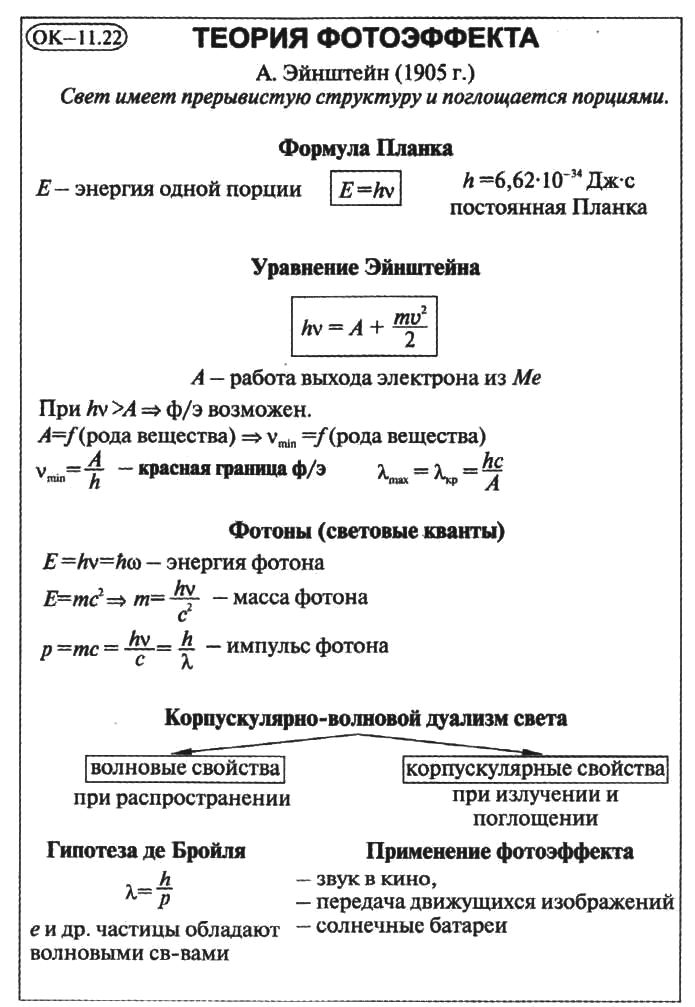 ОК–11.22
ТЕОРИЯ ФОТОЭФФЕКТА
А. Эйнштейн (1905 г.)
Свет имеет прерывистую структуру и поглощается порциями.
Формула Планка
E – энергия одной порции E=hν h=6,62·10⁻³⁴ Дж·с
постоянная Планка
Уравнение Эйнштейна
hν = A + mυ²/2
A – работа выхода электрона из Me
При hν >A ⇒ ф/э возможен.
A=f(рода вещества) ⇒ ν_min =f(рода вещества)
ν_min = A/h – красная граница ф/э λ_max = λ_кр = hc/A
Фотоны (световые кванты)
E=hν=ħω – энергия фотона
E=mc² ⇒ m= hν/c² – масса фотона
p=mc = hν/c = h/λ – импульс фотона
Корпускулярно-волновой дуализм света
волновые свойства
при распространении
корпускулярные свойства
при излучении и
поглощении
Гипотеза де Бройля
λ= h/p
e и др. частицы обладают
волновыми св-вами
Применение фотоэффекта
– звук в кино,
– передача движущихся изображений
– солнечные батареи